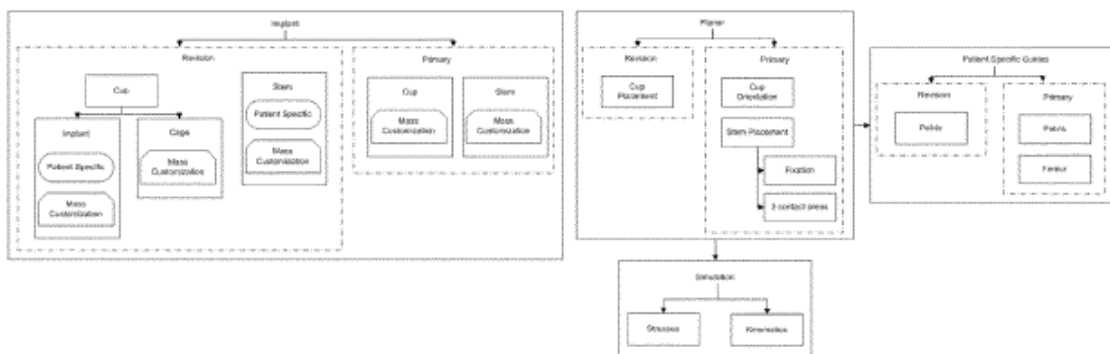 Implant
Revision
Cup
Implant
Patient Specific
Mass
Customization
Cage
Mass
Customization
Stem
Patient Specific
Mass
Customization
Primary
Cup
Mass
Customization
Stem
Mass
Customization
Planer
Revision
Cup
Placement
Primary
Cup
Orientation
Stem Placement
Fixation
3 contact areas
Patient Specific Guides
Revision
Pelvis
Primary
Pelvis
Femur
Simulation
Stresses
Kinematics